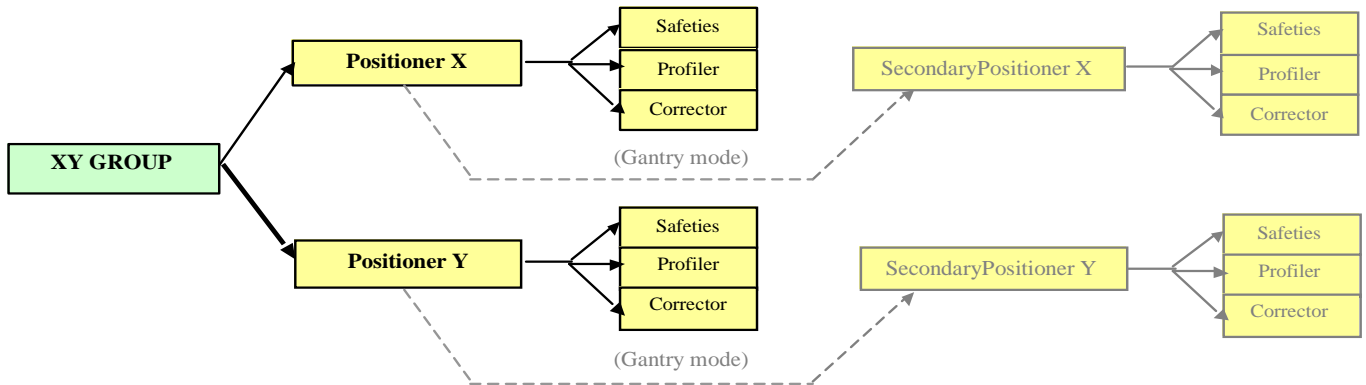 XY GROUP
Positioner X
Safeties
Profiler
Corrector
(Gantry mode)
SecondaryPositioner X
Safeties
Profiler
Corrector
Positioner Y
Safeties
Profiler
Corrector
(Gantry mode)
SecondaryPositioner Y
Safeties
Profiler
Corrector